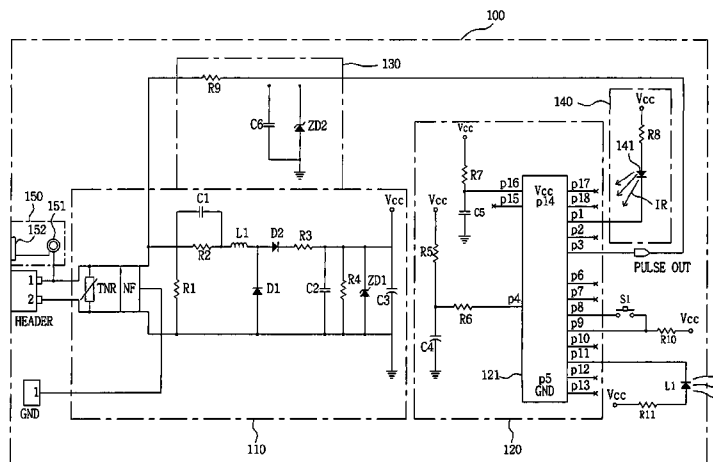 100
130
R9
C6
ZD2
140
Vcc
R8
141
IR
120
Vcc
R7
C5
p16
p15
Vcc
p14
p17
p18
p1
p2
p3
PULSE OUT
150
151
152
C1
L1
D2
R3
Vcc
R2
R1
D1
C2
R4
ZD1
C3
1
2
HEADER
TNR
NF
Vcc
R5
R6
p4
C4
p6
p7
p8
p9
p10
p11
p12
p13
S1
Vcc
R10
121
p5
GND
L1
Vcc
R11
1
GND
110